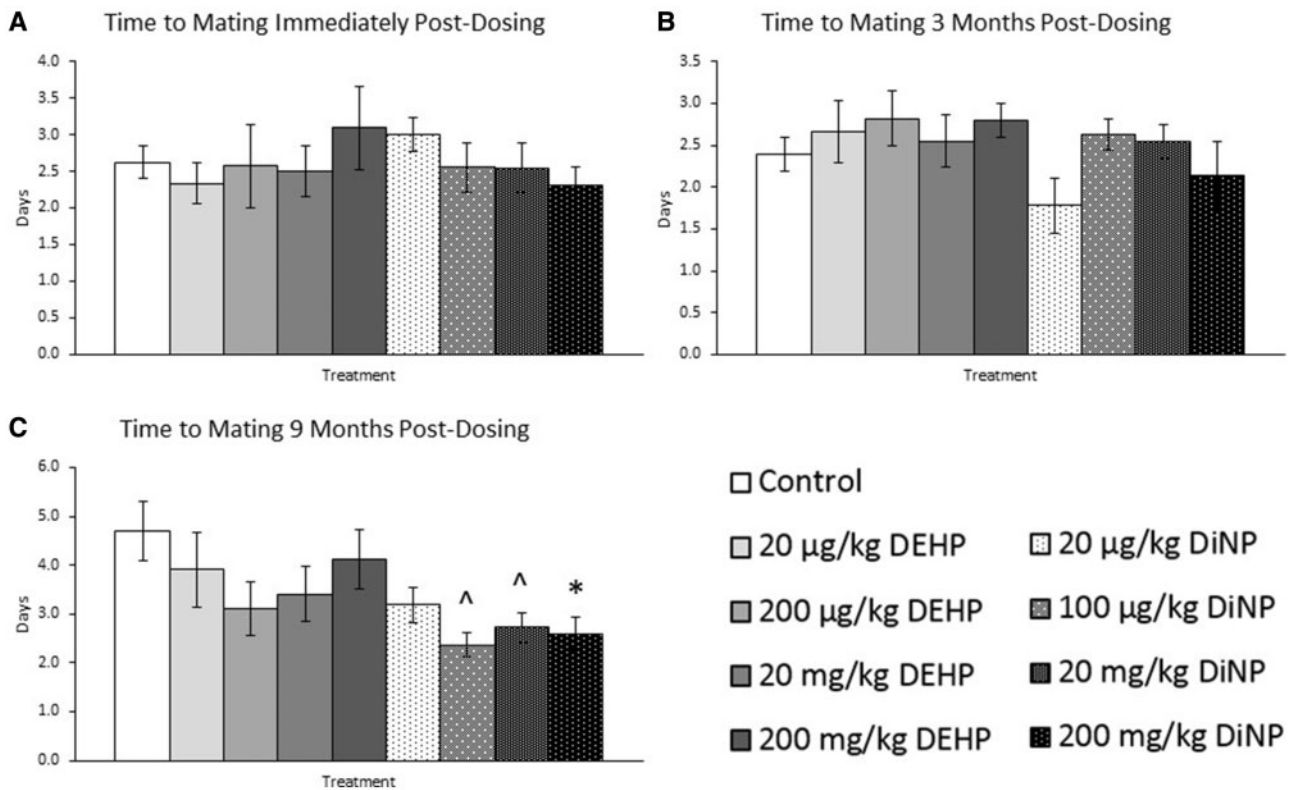 A
Time to Mating Immediately Post-Dosing
4.0
3.5
3.0
2.5
2.0
1.5
1.0
0.5
0.0
Days
Treatment
B
Time to Mating 3 Months Post-Dosing
3.5
3.0
2.5
2.0
1.5
1.0
0.5
0.0
Days
Treatment
C
Time to Mating 9 Months Post-Dosing
6.0
5.0
4.0
3.0
2.0
1.0
0.0
Days
^
^
*
Treatment
Control
20 µg/kg DEHP
200 µg/kg DEHP
20 mg/kg DEHP
200 mg/kg DEHP
20 µg/kg DiNP
100 µg/kg DiNP
20 mg/kg DiNP
200 mg/kg DiNP